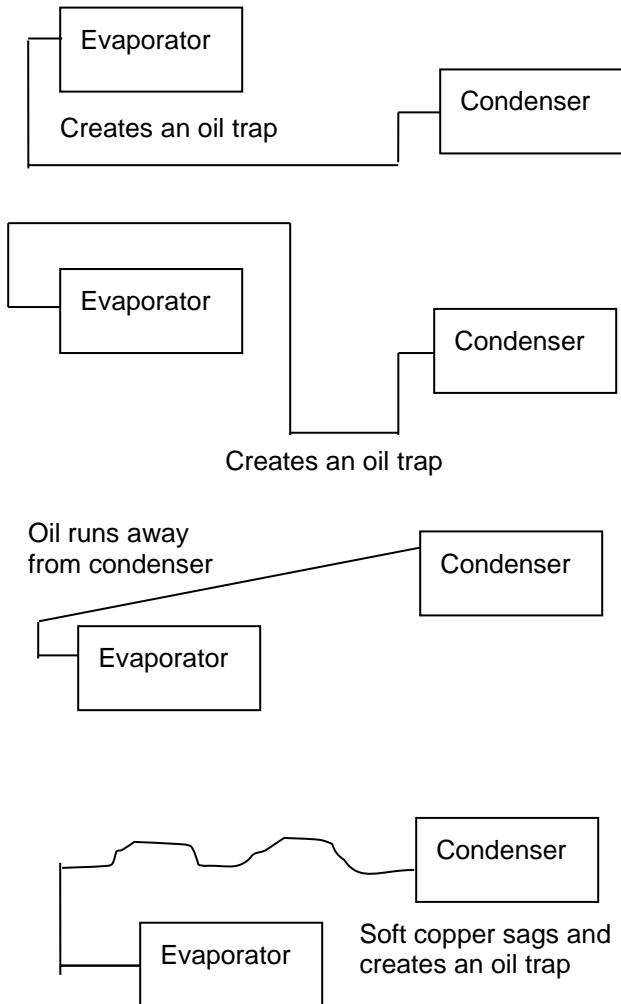 Evaporator
Condenser
Creates an oil trap
Evaporator
Condenser
Creates an oil trap
Oil runs away
from condenser
Condenser
Evaporator
Condenser
Soft copper sags and
creates an oil trap
Evaporator